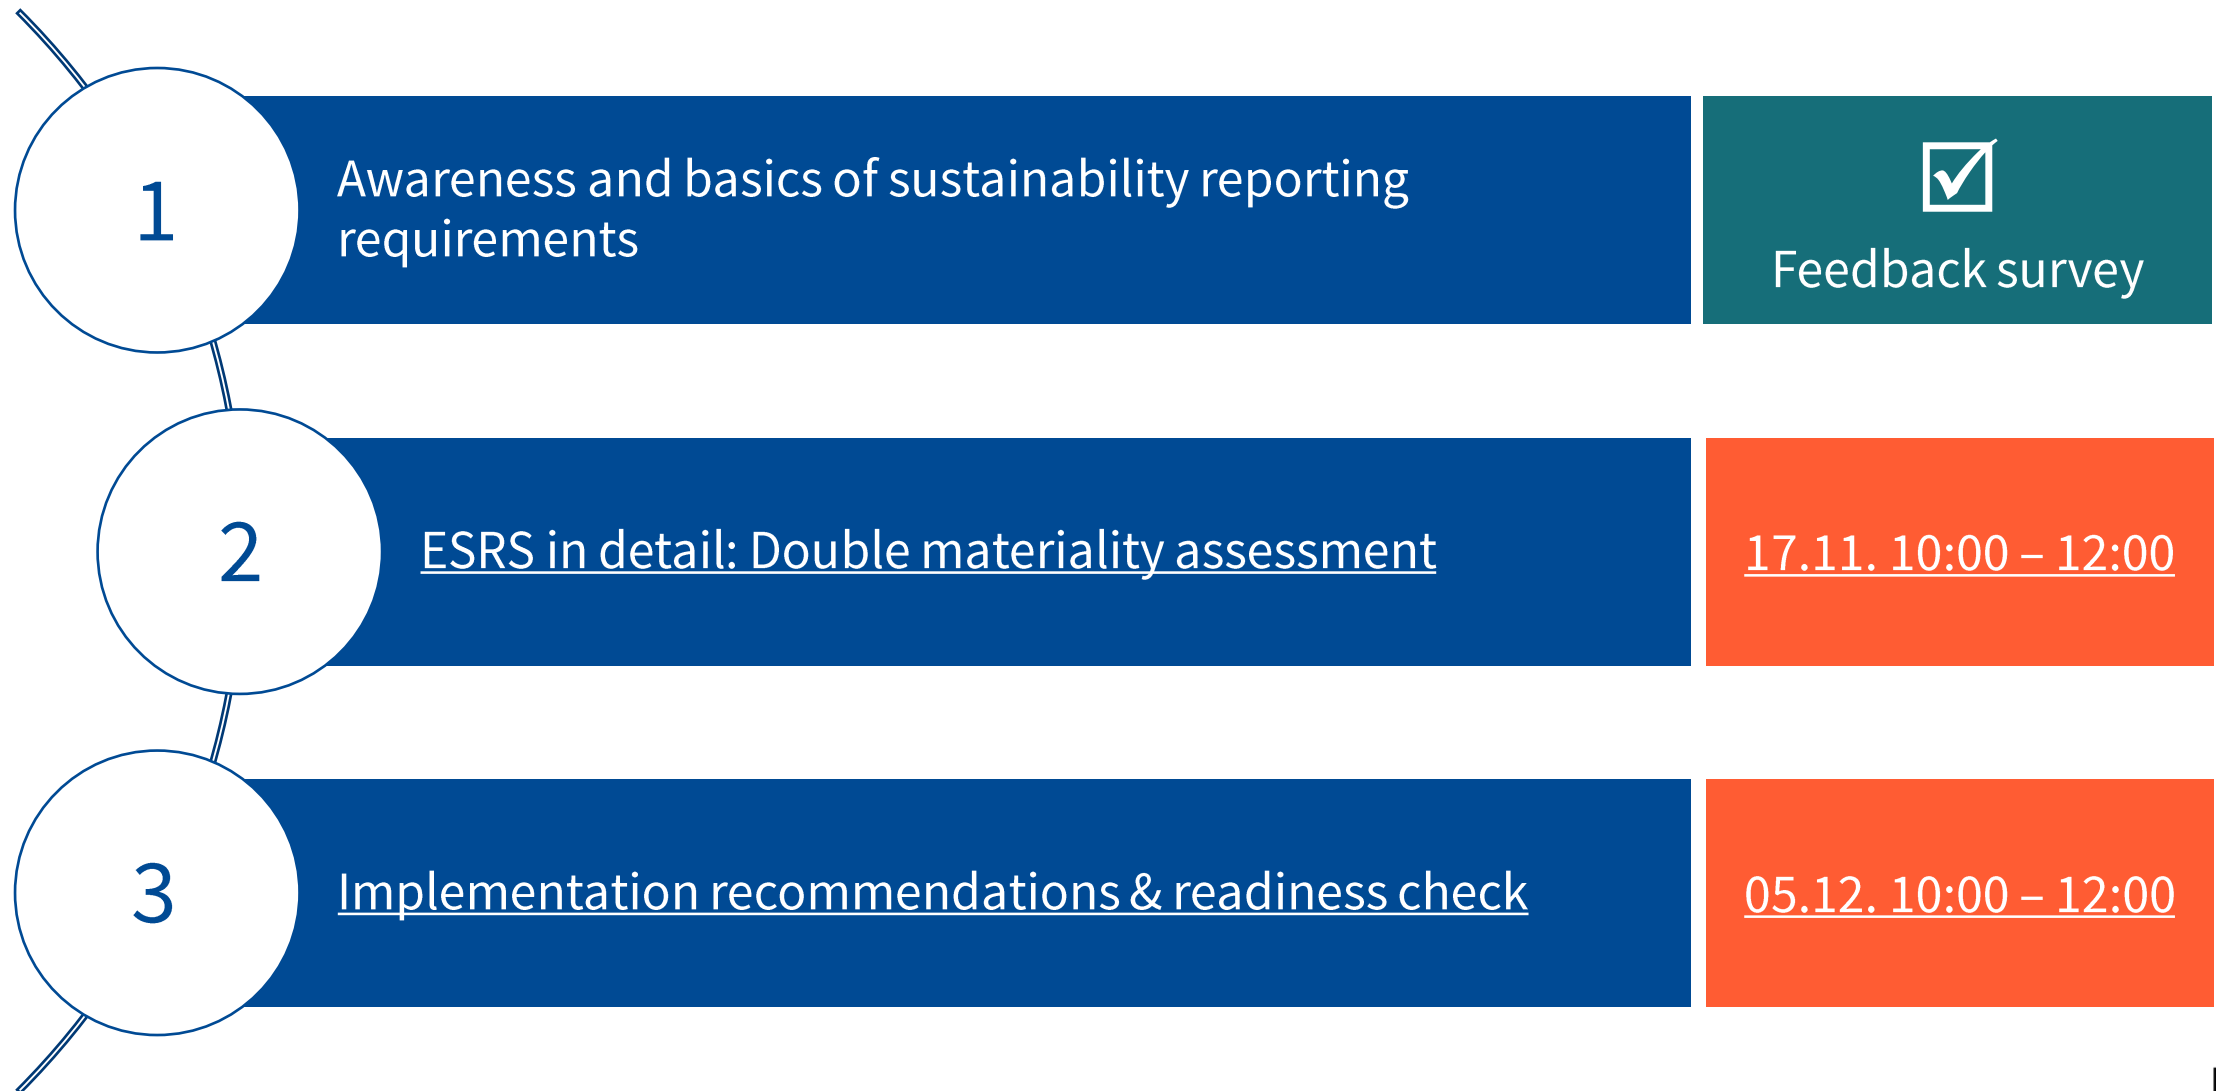 1
Awareness and basics of sustainability reporting
requirements
Feedback survey
2
ESRS in detail: Double materiality assessment
17.11. 10:00 – 12:00
3
Implementation recommendations & readiness check
05.12. 10:00 – 12:00